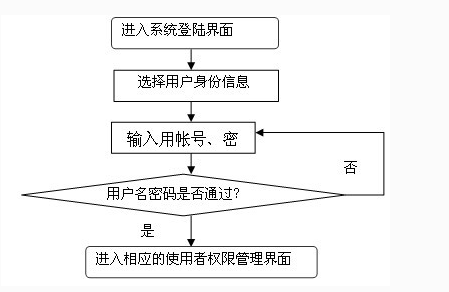 进入系统登陆界面
选择用户身份信息
输入用帐号、密
否
用户名密码是否通过?
是
进入相应的使用者权限管理界面